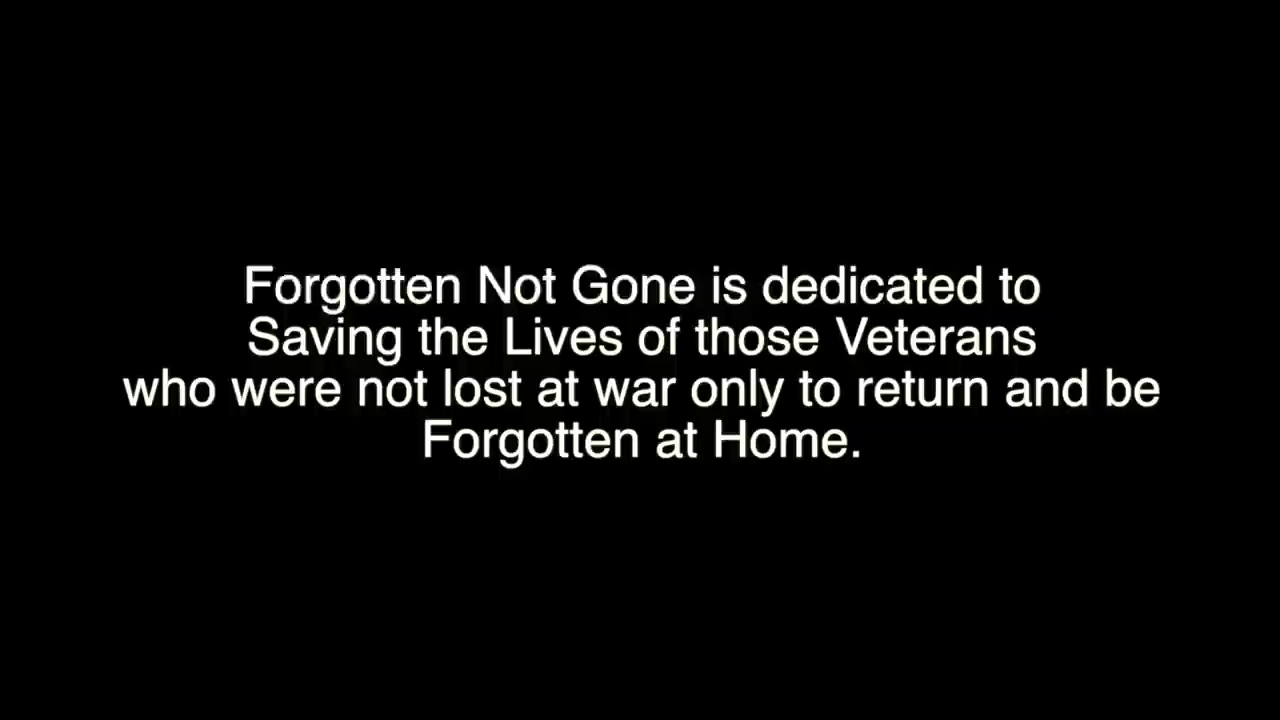 Forgotten Not Gone is dedicated to
Saving the Lives of those Veterans
who were not lost at war only to return and be
Forgotten at Home.